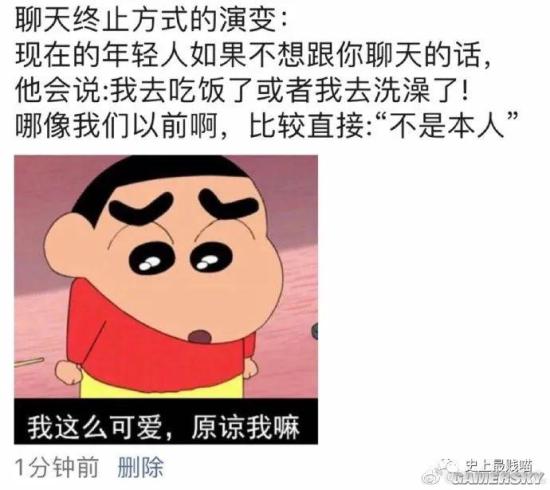 聊天终止方式的演变：
现在的年轻人如果不想跟你聊天的话，
他会说:我去吃饭了或者我去洗澡了!
哪像我们以前啊，比较直接:“不是本人”
我这么可爱，原谅我嘛
1分钟前 删除
史上最贱喵
GAMERSKY